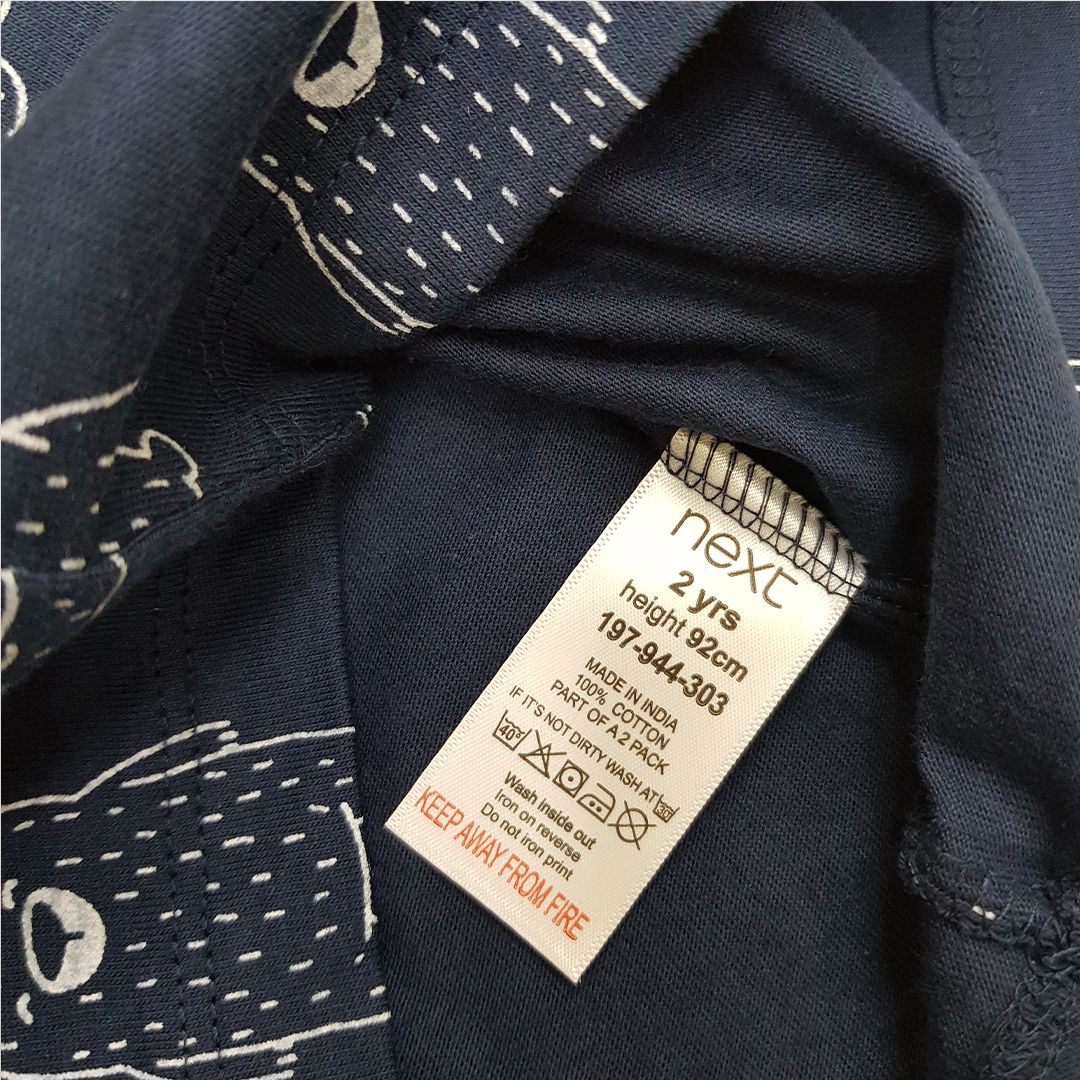 next
2 yrs
height 92cm
197-944-303
MADE IN INDIA
100% COTTON
PART OF A 2 PACK
IF IT'S NOT DIRTY WASH AT 30°
40°
Wash inside out
Iron on reverse
Do not iron print
KEEP AWAY FROM FIRE